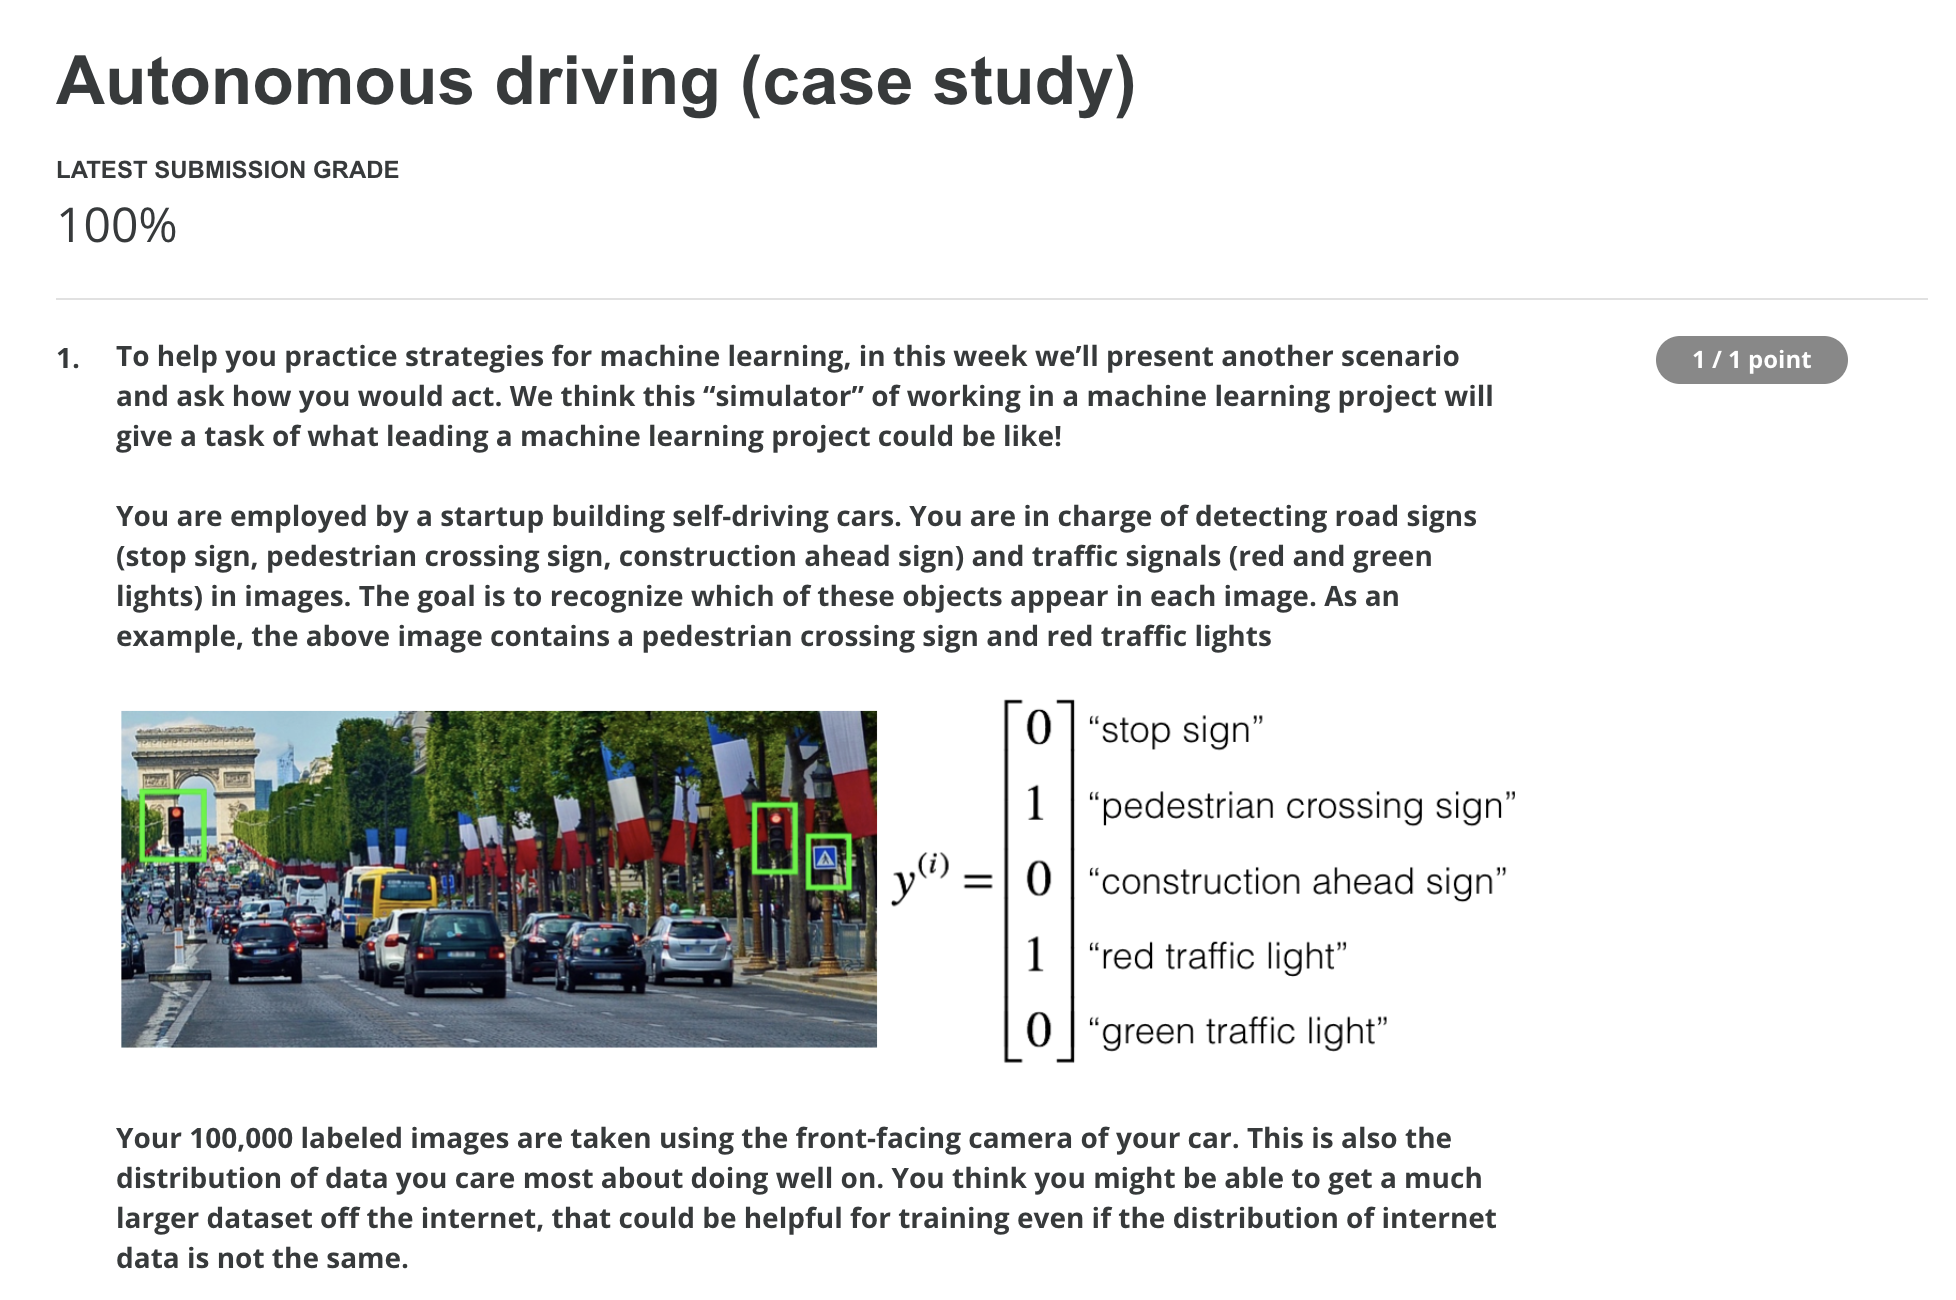 Autonomous driving (case study)
LATEST SUBMISSION GRADE
100%
1. To help you practice strategies for machine learning, in this week we’ll present another scenario
and ask how you would act. We think this “simulator” of working in a machine learning project will
give a task of what leading a machine learning project could be like!
1 / 1 point
You are employed by a startup building self-driving cars. You are in charge of detecting road signs
(stop sign, pedestrian crossing sign, construction ahead sign) and traffic signals (red and green
lights) in images. The goal is to recognize which of these objects appear in each image. As an
example, the above image contains a pedestrian crossing sign and red traffic lights
y(i) =
0 “stop sign”
1 “pedestrian crossing sign”
0 “construction ahead sign”
1 “red traffic light”
0 “green traffic light”
Your 100,000 labeled images are taken using the front-facing camera of your car. This is also the
distribution of data you care most about doing well on. You think you might be able to get a much
larger dataset off the internet, that could be helpful for training even if the distribution of internet
data is not the same.